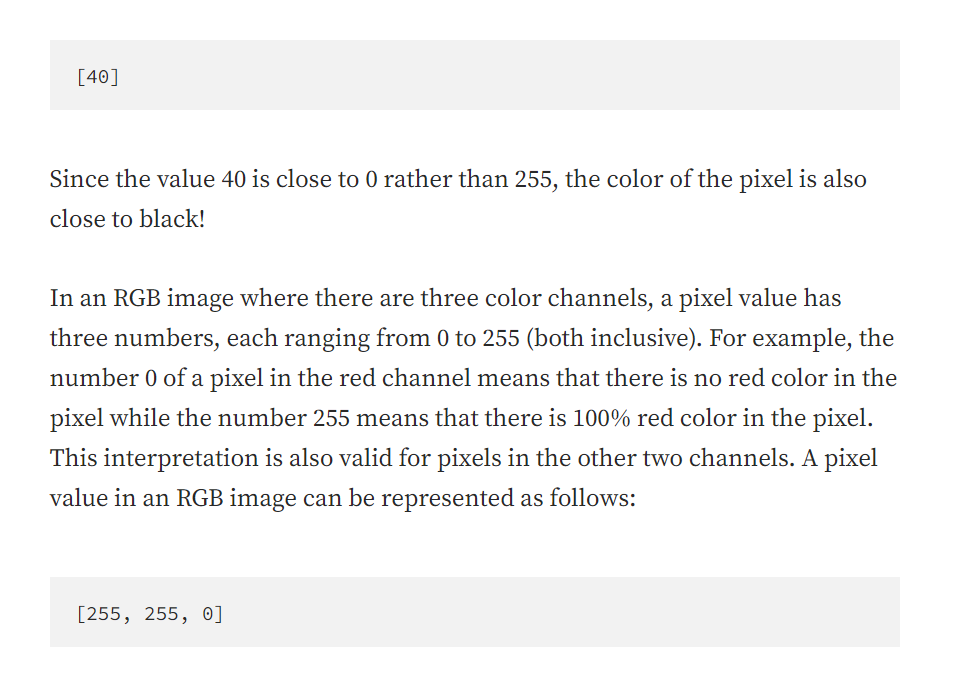 [40]
Since the value 40 is close to 0 rather than 255, the color of the pixel is also
close to black!
In an RGB image where there are three color channels, a pixel value has
three numbers, each ranging from 0 to 255 (both inclusive). For example, the
number 0 of a pixel in the red channel means that there is no red color in the
pixel while the number 255 means that there is 100% red color in the pixel.
This interpretation is also valid for pixels in the other two channels. A pixel
value in an RGB image can be represented as follows:
[255, 255, 0]